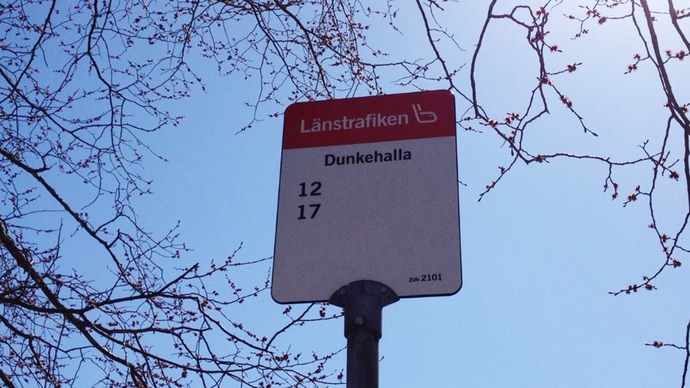 Länstrafiken
Dunkehalla
12
17
ZON 2101